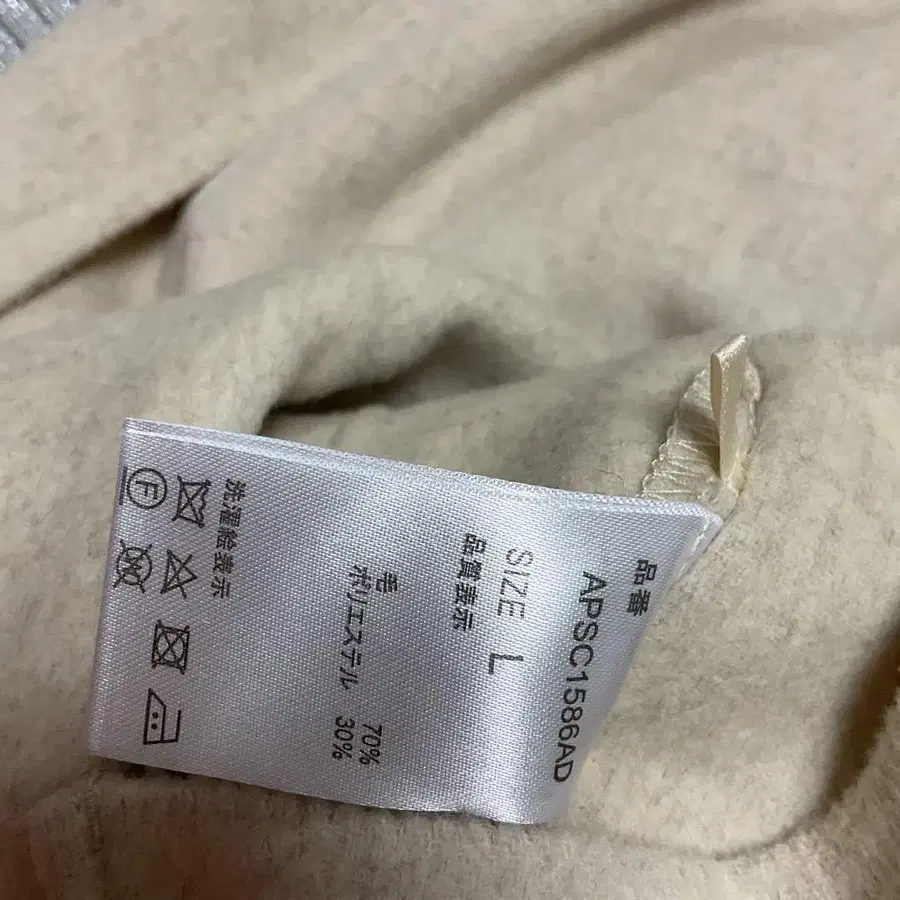 品番
APSC1586AD
SIZE L
品質表示
毛 70%
ポリエステル 30%
洗濯絵表示
F